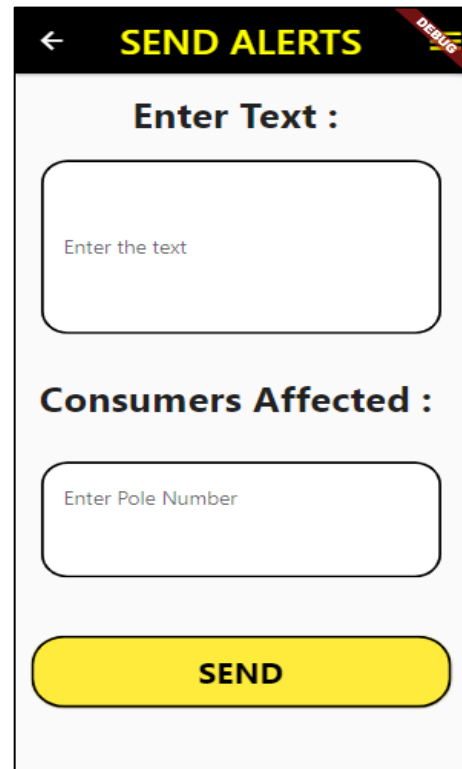 SEND ALERTS
DEBUG
Enter Text :
Enter the text
Consumers Affected :
Enter Pole Number
SEND